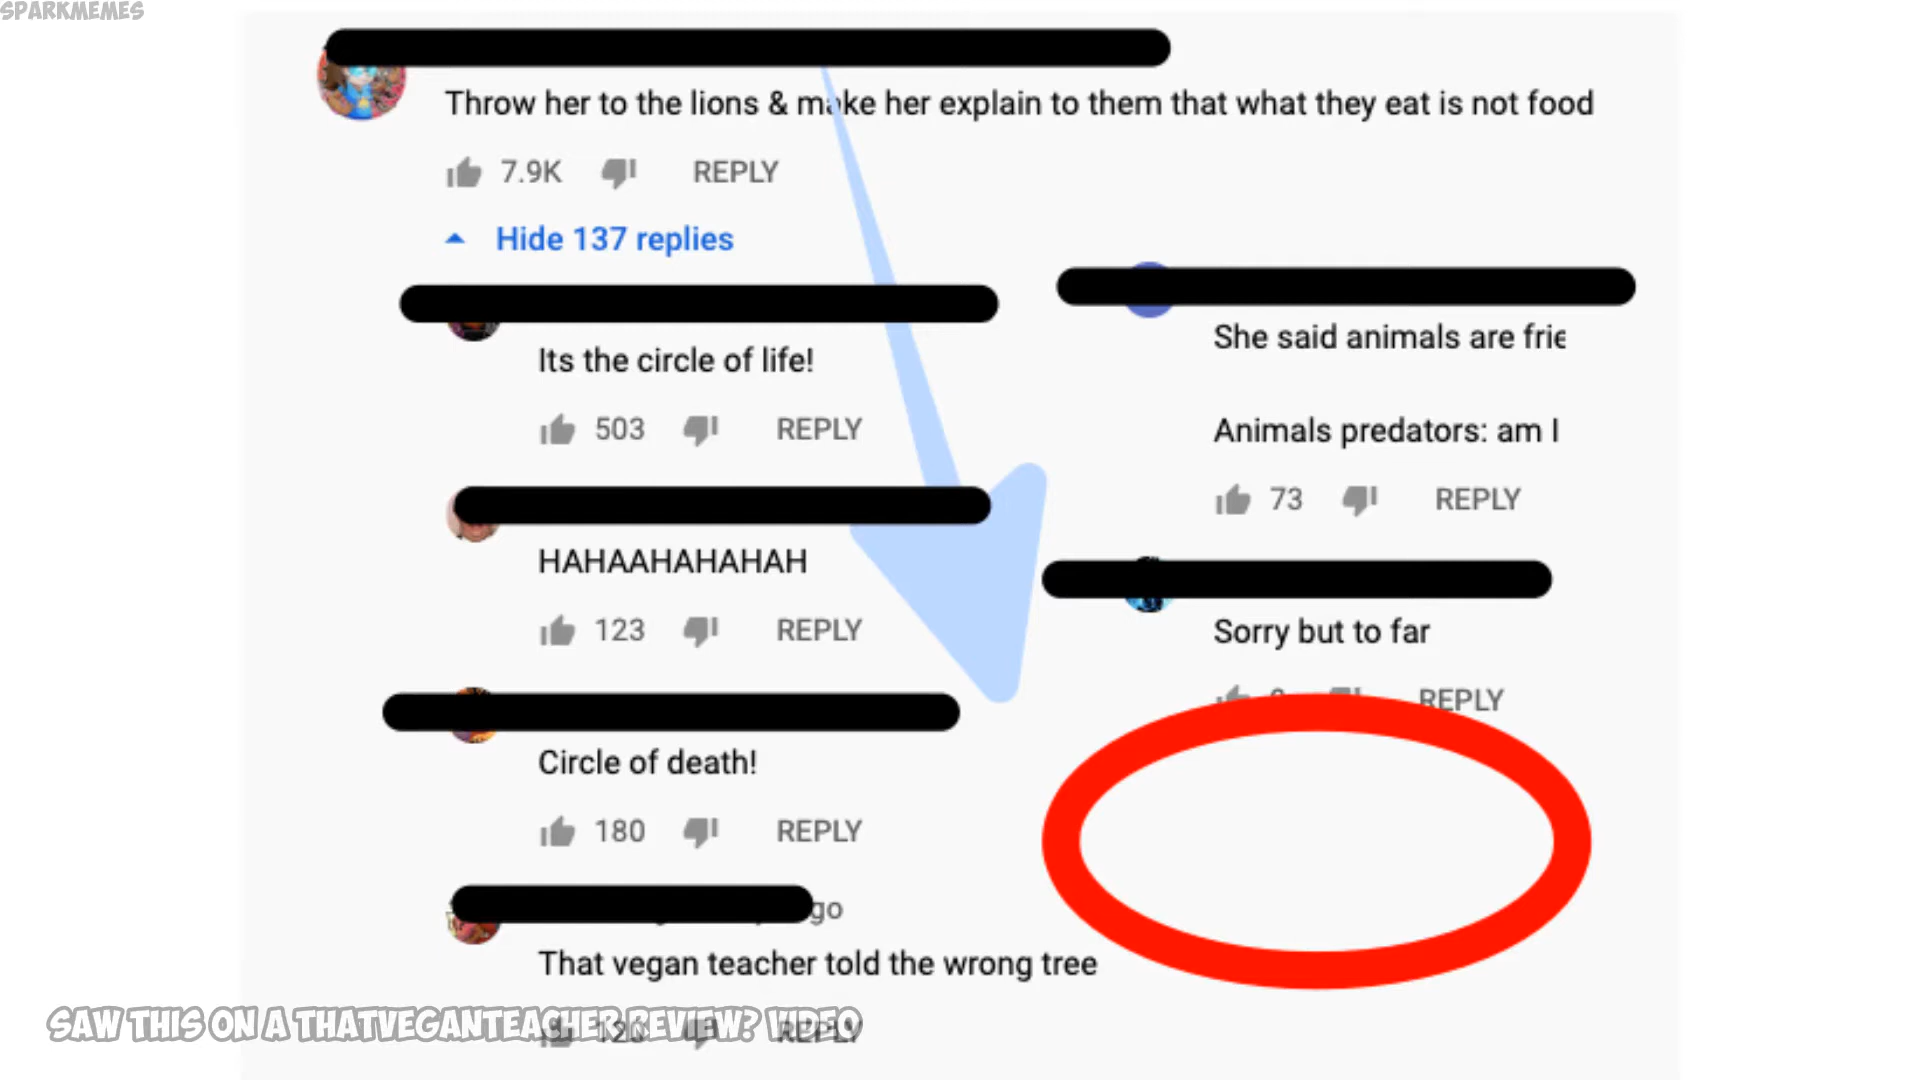 SPARKMEMES
Throw her to the lions & make her explain to them that what they eat is not food
7.9K REPLY
Hide 137 replies
Its the circle of life!
503 REPLY
HAHAAHAHAHAH
123 REPLY
Circle of death!
180 REPLY
go
That vegan teacher told the wrong tree
REPLY
She said animals are frie
Animals predators: am I
73 REPLY
Sorry but to far
REPLY
SAW THIS ON A THATVEGANTEACHER REVIEW? VIDEO